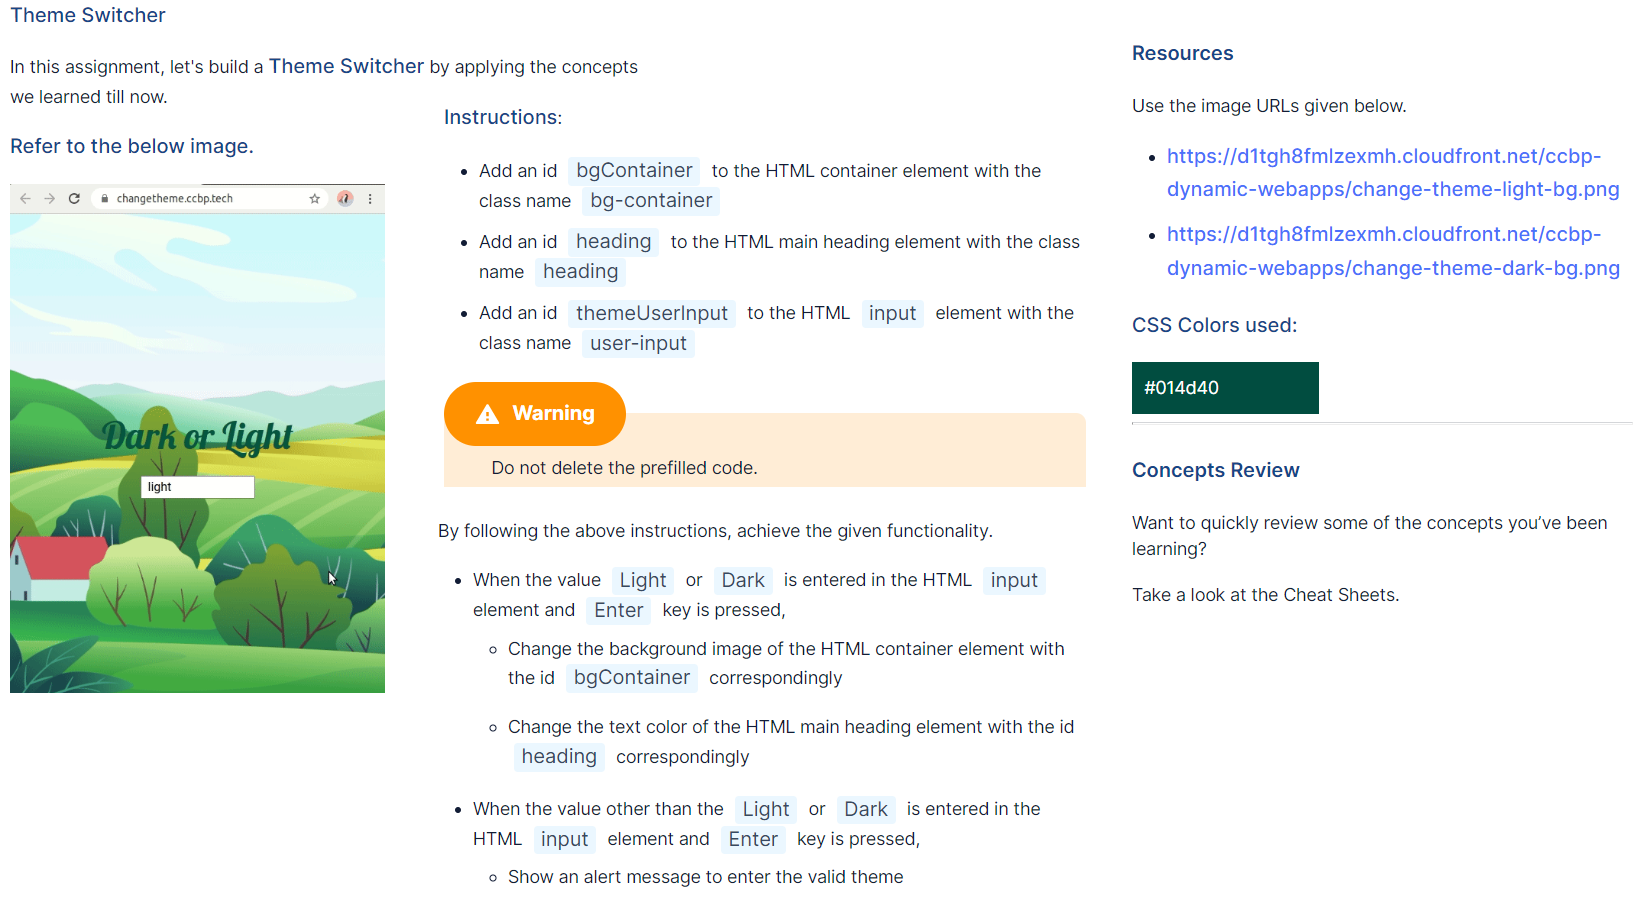 Theme Switcher
In this assignment, let's build a Theme Switcher by applying the concepts
we learned till now.
Refer to the below image.
changetheme.ccbp.tech
Dark or Light
light
Instructions:
Add an id bgContainer to the HTML container element with the
class name bg-container
Add an id heading to the HTML main heading element with the class
name heading
Add an id themeUserInput to the HTML input element with the
class name user-input
Warning
Do not delete the prefilled code.
By following the above instructions, achieve the given functionality.
When the value Light or Dark is entered in the HTML input
element and Enter key is pressed,
Change the background image of the HTML container element with
the id bgContainer correspondingly
Change the text color of the HTML main heading element with the id
heading correspondingly
When the value other than the Light or Dark is entered in the
HTML input element and Enter key is pressed,
Show an alert message to enter the valid theme
Resources
Use the image URLs given below.
https://d1tgh8fmlzexmh.cloudfront.net/ccbp-
dynamic-webapps/change-theme-light-bg.png
https://d1tgh8fmlzexmh.cloudfront.net/ccbp-
dynamic-webapps/change-theme-dark-bg.png
CSS Colors used:
#014d40
Concepts Review
Want to quickly review some of the concepts you’ve been
learning?
Take a look at the Cheat Sheets.